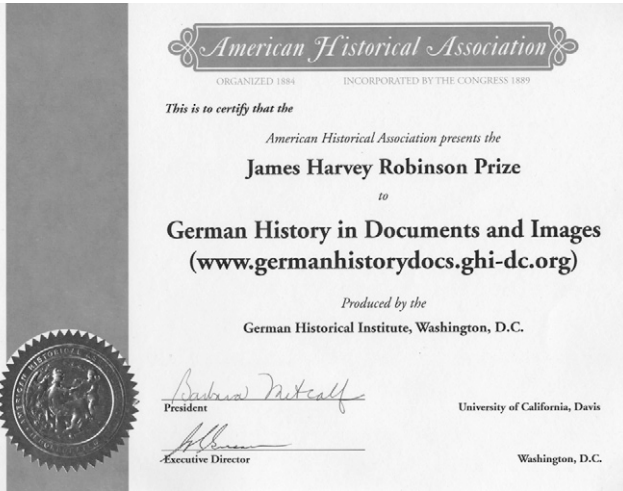 American Historical Association
ORGANIZED 1884 INCORPORATED BY THE CONGRESS 1889
This is to certify that the
American Historical Association presents the
James Harvey Robinson Prize
to
German History in Documents and Images
(www.germanhistorydocs.ghi-dc.org)
Produced by the
German Historical Institute, Washington, D.C.
Barbara Metcalf
President University of California, Davis
Executive Director Washington, D.C.